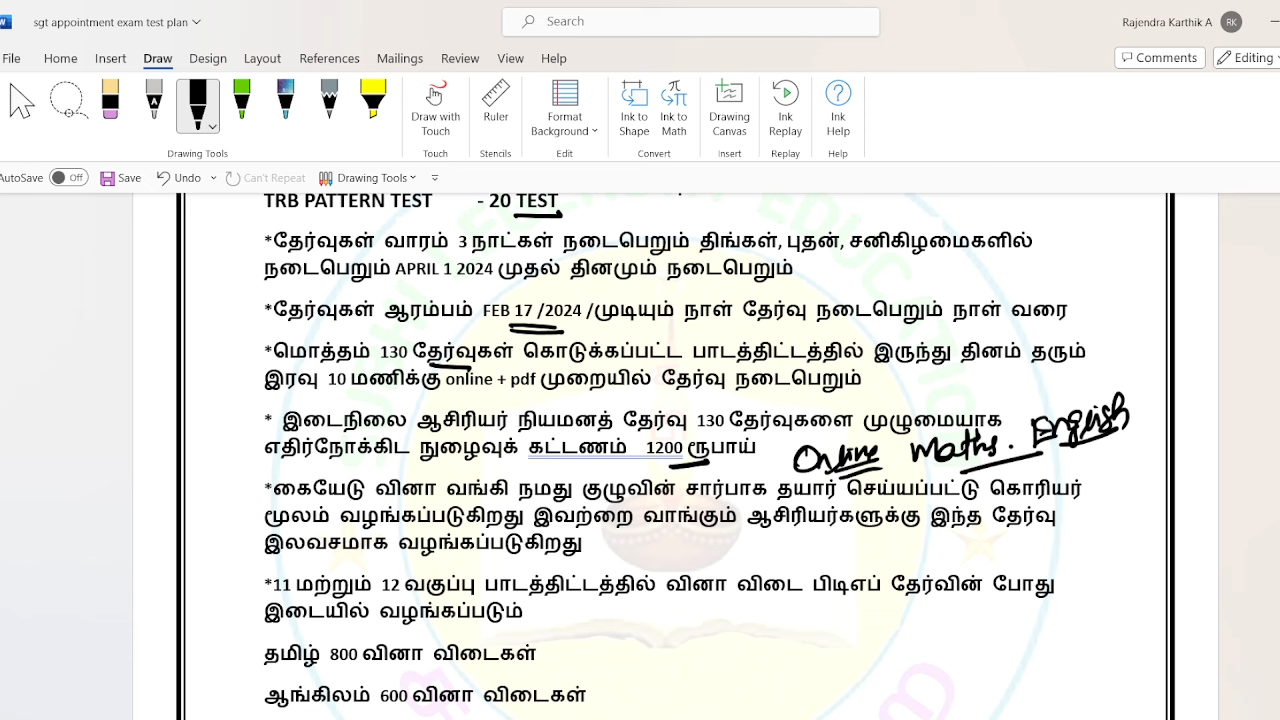 sgt appointment exam test plan
Search
Rajendra Karthik A
RK
File Home Insert Draw Design Layout References Mailings Review View Help
Comments
Editing
Draw with Touch
Ruler
Format Background
Ink to Shape
Ink to Math
Drawing Canvas
Ink Replay
Ink Help
Drawing Tools
Touch
Stencils
Edit
Convert
Insert
Replay
Help
AutoSave Off Save Undo Can't Repeat Drawing Tools
TRB PATTERN TEST - 20 TEST
*தேர்வுகள் வாரம் 3 நாட்கள் நடைபெறும் திங்கள், புதன், சனிகிழமைகளில்
நடைபெறும் APRIL 1 2024 முதல் தினமும் நடைபெறும்
*தேர்வுகள் ஆரம்பம் FEB 17 /2024 /முடியும் நாள் தேர்வு நடைபெறும் நாள் வரை
*மொத்தம் 130 தேர்வுகள் கொடுக்கப்பட்ட பாடத்திட்டத்தில் இருந்து தினம் தரும்
இரவு 10 மணிக்கு online + pdf முறையில் தேர்வு நடைபெறும்
* இடைநிலை ஆசிரியர் நியமனத் தேர்வு 130 தேர்வுகளை முழுமையாக
எதிர்நோக்கிட நுழைவுக் கட்டணம் 1200 ரூபாய்
Online Maths. English
*கையேடு வினா வங்கி நமது குழுவின் சார்பாக தயார் செய்யப்பட்டு கொரியர்
மூலம் வழங்கப்படுகிறது இவற்றை வாங்கும் ஆசிரியர்களுக்கு இந்த தேர்வு
இலவசமாக வழங்கப்படுகிறது
*11 மற்றும் 12 வகுப்பு பாடத்திட்டத்தில் வினா விடை பிடிஎப் தேர்வின் போது
இடையில் வழங்கப்படும்
தமிழ் 800 வினா விடைகள்
ஆங்கிலம் 600 வினா விடைகள்